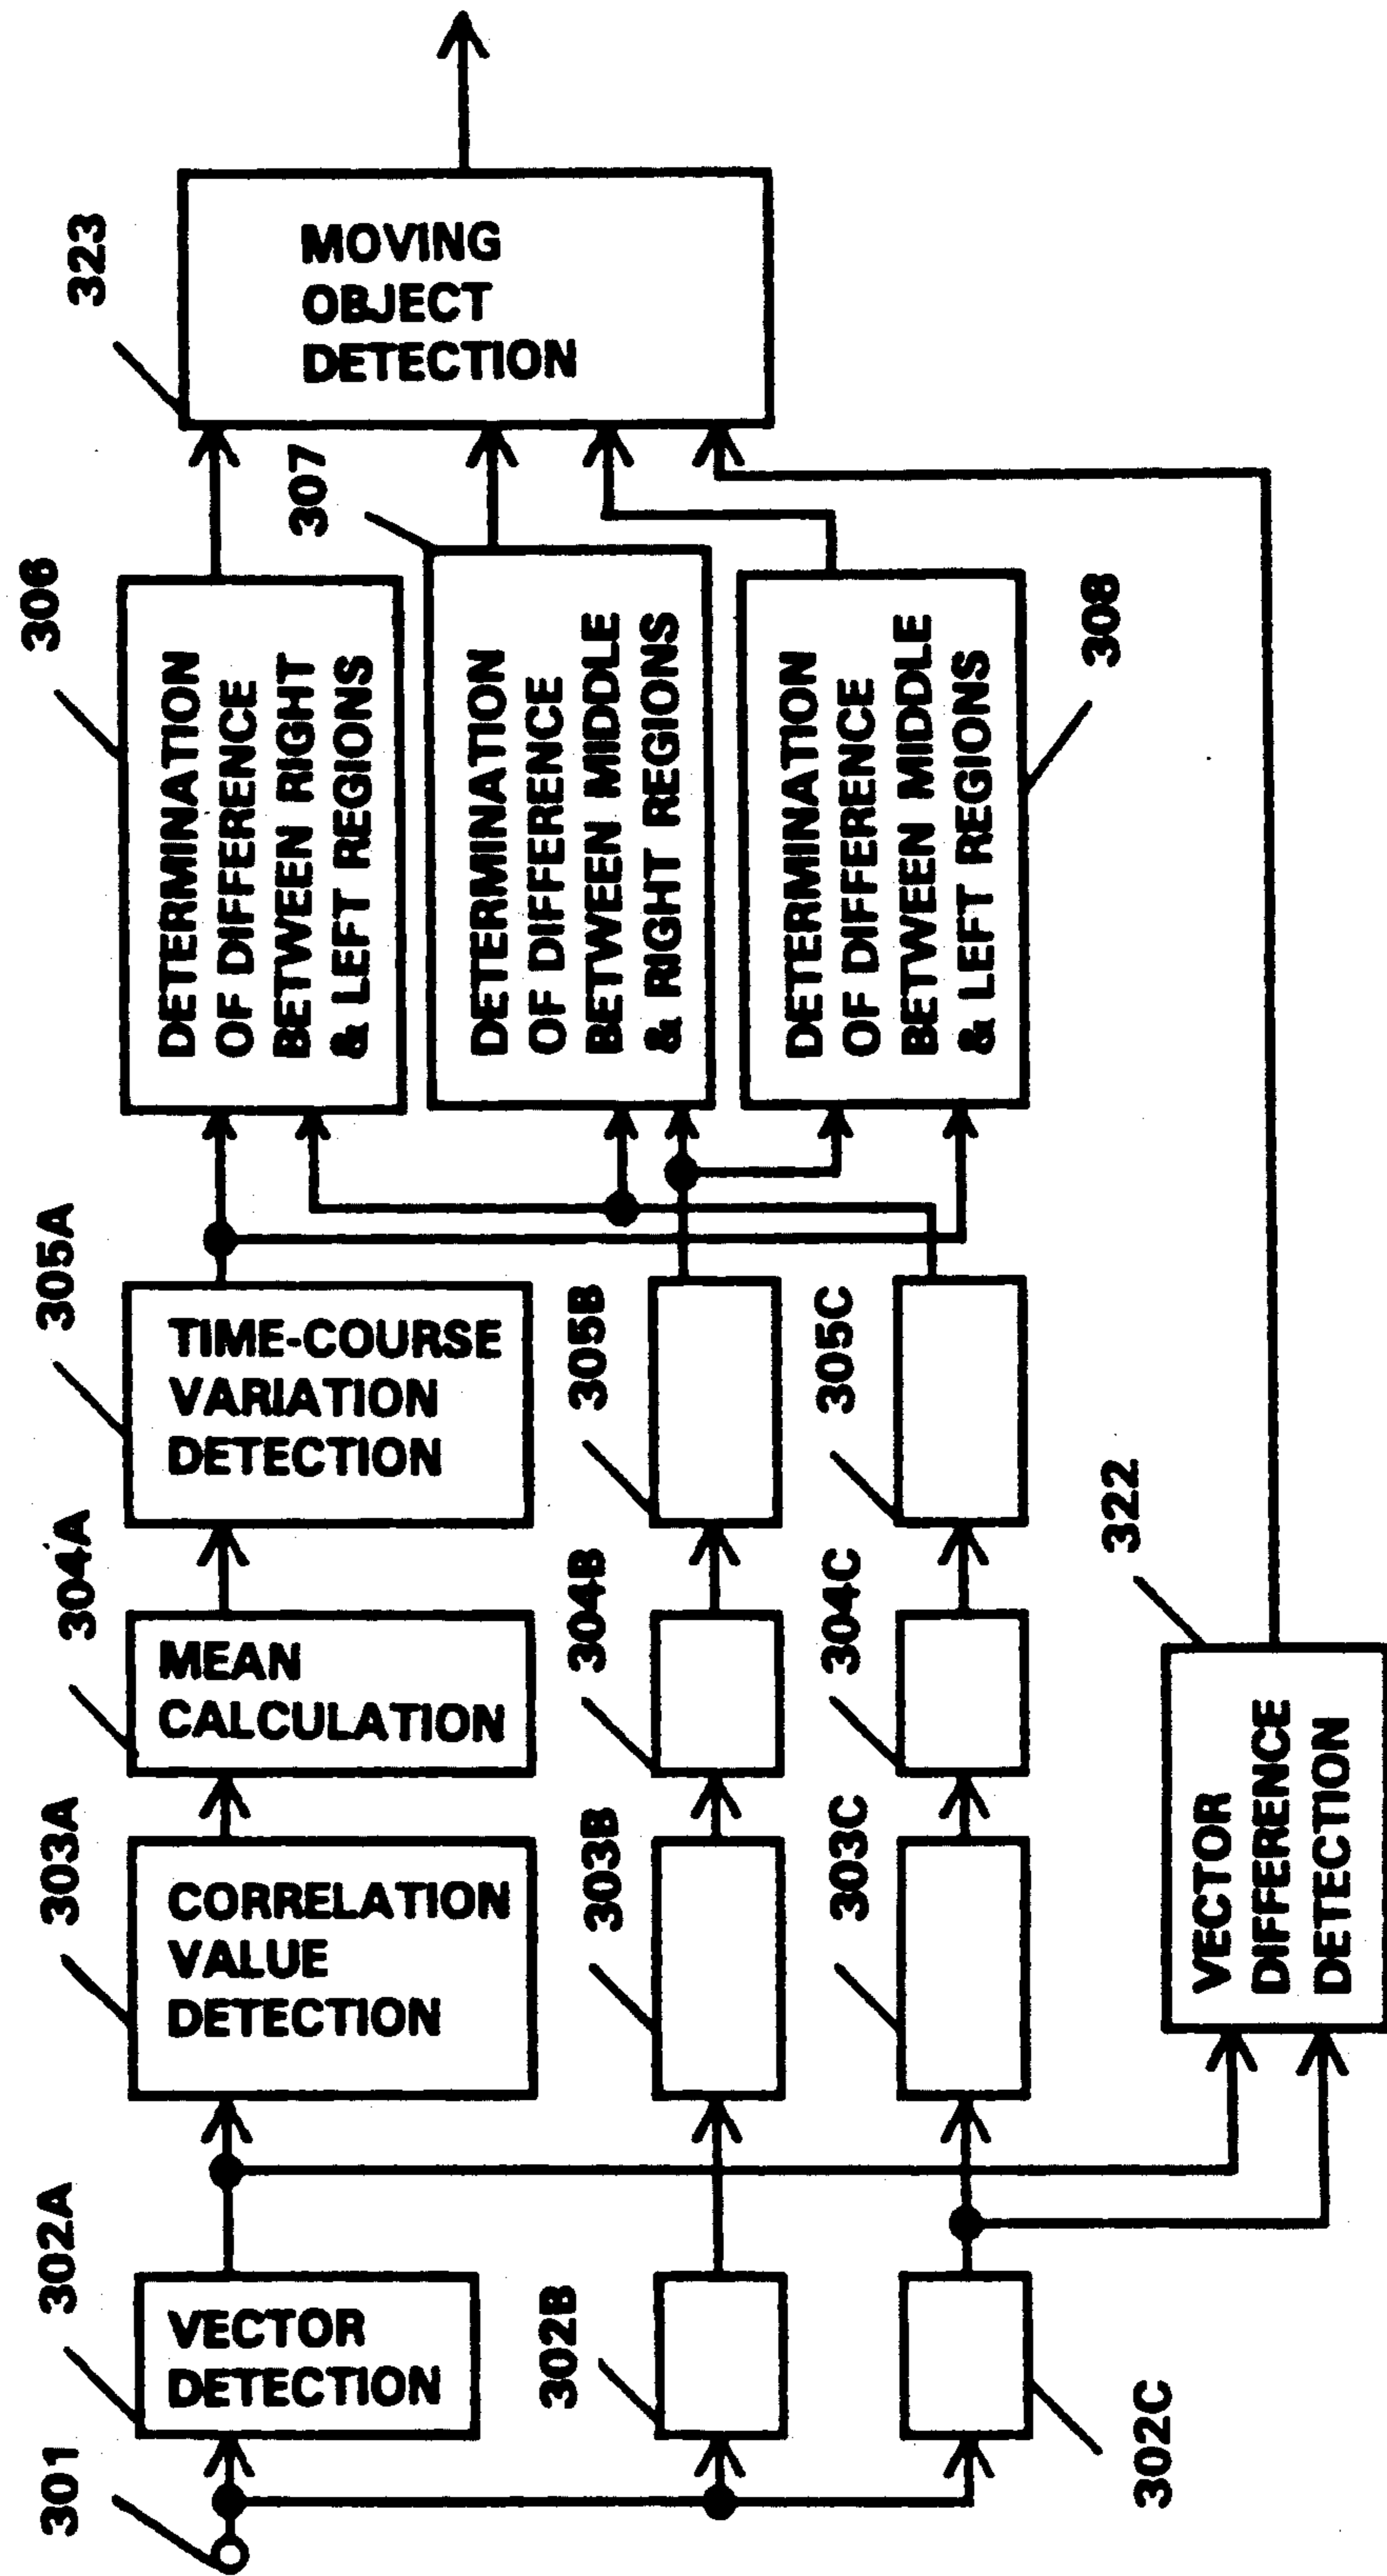 301
302A
VECTOR
DETECTION
302B
302C
303A
CORRELATION
VALUE
DETECTION
303B
303C
304A
MEAN
CALCULATION
304B
304C
305A
TIME-COURSE
VARIATION
DETECTION
305B
305C
322
VECTOR
DIFFERENCE
DETECTION
306
DETERMINATION
OF DIFFERENCE
BETWEEN RIGHT
& LEFT REGIONS
307
DETERMINATION
OF DIFFERENCE
BETWEEN MIDDLE
& RIGHT REGIONS
308
DETERMINATION
OF DIFFERENCE
BETWEEN MIDDLE
& LEFT REGIONS
323
MOVING
OBJECT
DETECTION